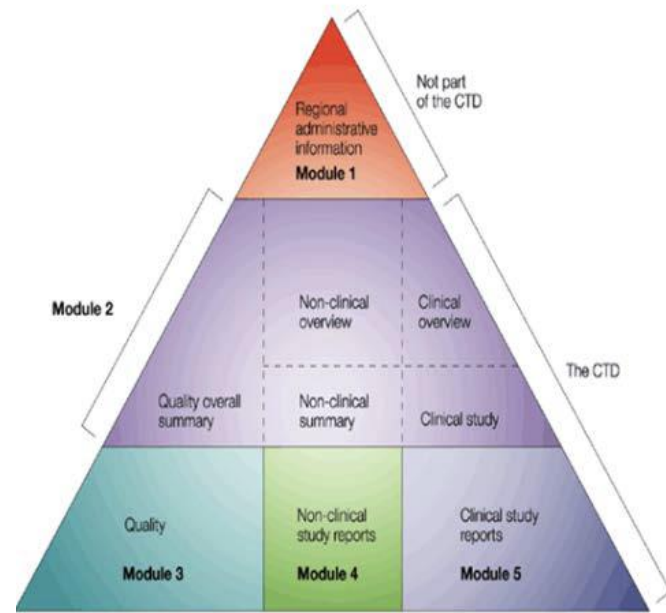 Not part
of the CTD
Regional
administrative
information
Module 1
Module 2
Non-clinical
overview
Clinical
overview
The CTD
Quality overall
summary
Non-clinical
summary
Clinical study
Quality
Module 3
Non-clinical
study reports
Module 4
Clinical study
reports
Module 5